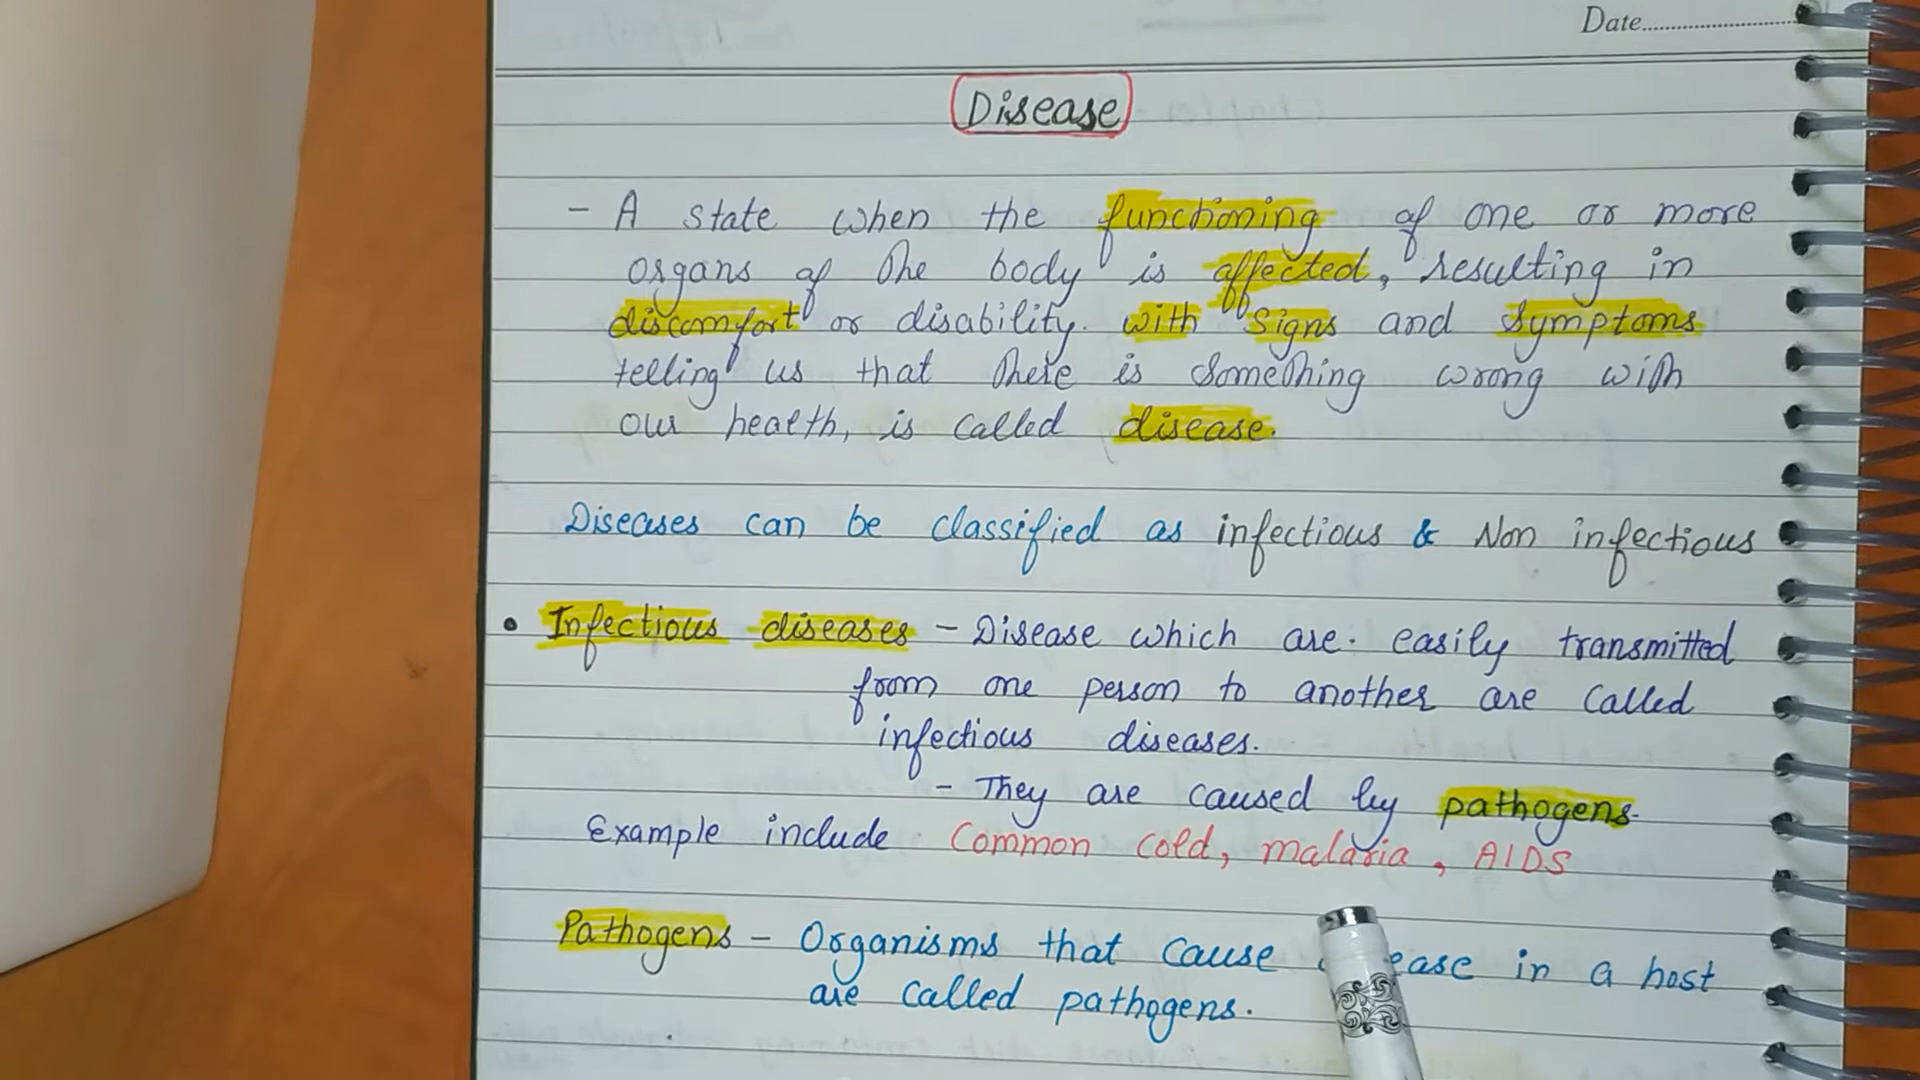 Date
Disease
- A state when the functioning of one or more
organs of the body is affected, resulting in
discomfort or disability. with signs and symptoms
telling us that there is something wrong with
our health, is called disease.
Diseases can be classified as infectious & Non infectious
• Infectious diseases - Disease which are. easily transmitted
from one person to another are called
infectious diseases.
- They are caused by pathogens.
Example include Common cold, malaria, AIDS
Pathogens - Organisms that cause in a host
are called pathogens.